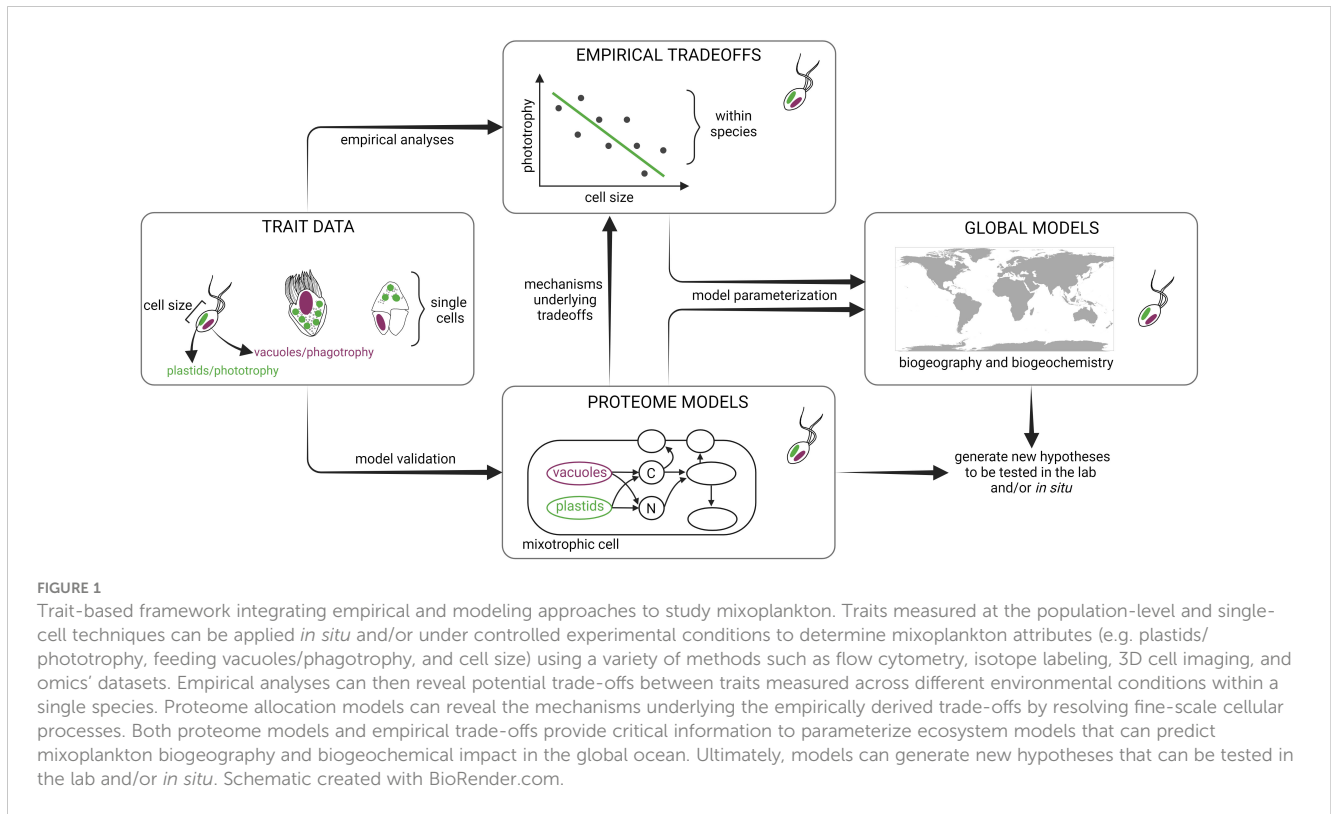 EMPIRICAL TRADEOFFS
phototrophy
cell size
within
species
empirical analyses
TRAIT DATA
cell size
single
cells
vacuoles/phagotrophy
plastids/phototrophy
mechanisms
underlying
tradeoffs
model parameterization
GLOBAL MODELS
biogeography and biogeochemistry
model validation
PROTEOME MODELS
vacuoles
C
plastids
N
mixotrophic cell
generate new hypotheses
to be tested in the lab
and/or in situ
FIGURE 1
Trait-based framework integrating empirical and modeling approaches to study mixoplankton. Traits measured at the population-level and single-
cell techniques can be applied in situ and/or under controlled experimental conditions to determine mixoplankton attributes (e.g. plastids/
phototrophy, feeding vacuoles/phagotrophy, and cell size) using a variety of methods such as flow cytometry, isotope labeling, 3D cell imaging, and
omics’ datasets. Empirical analyses can then reveal potential trade-offs between traits measured across different environmental conditions within a
single species. Proteome allocation models can reveal the mechanisms underlying the empirically derived trade-offs by resolving fine-scale cellular
processes. Both proteome models and empirical trade-offs provide critical information to parameterize ecosystem models that can predict
mixoplankton biogeography and biogeochemical impact in the global ocean. Ultimately, models can generate new hypotheses that can be tested in
the lab and/or in situ. Schematic created with BioRender.com.